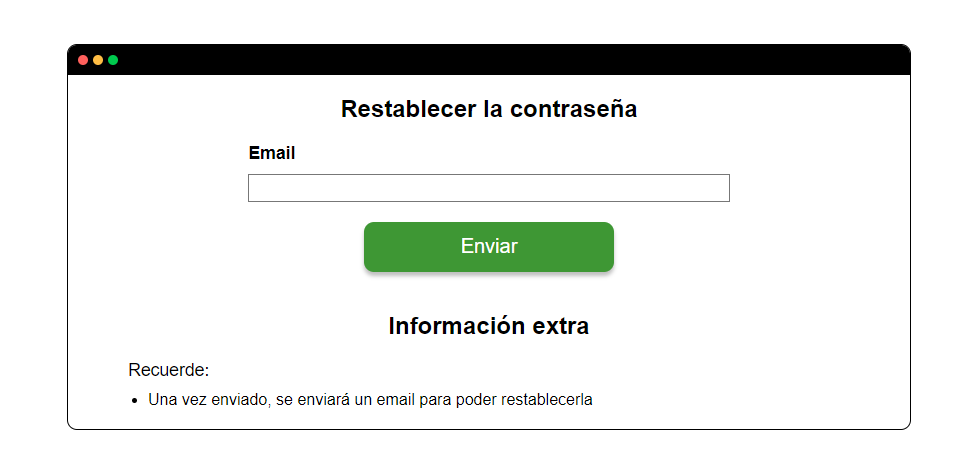 Restablecer la contraseña
Email
Enviar
Información extra
Recuerde:
• Una vez enviado, se enviará un email para poder restablecerla